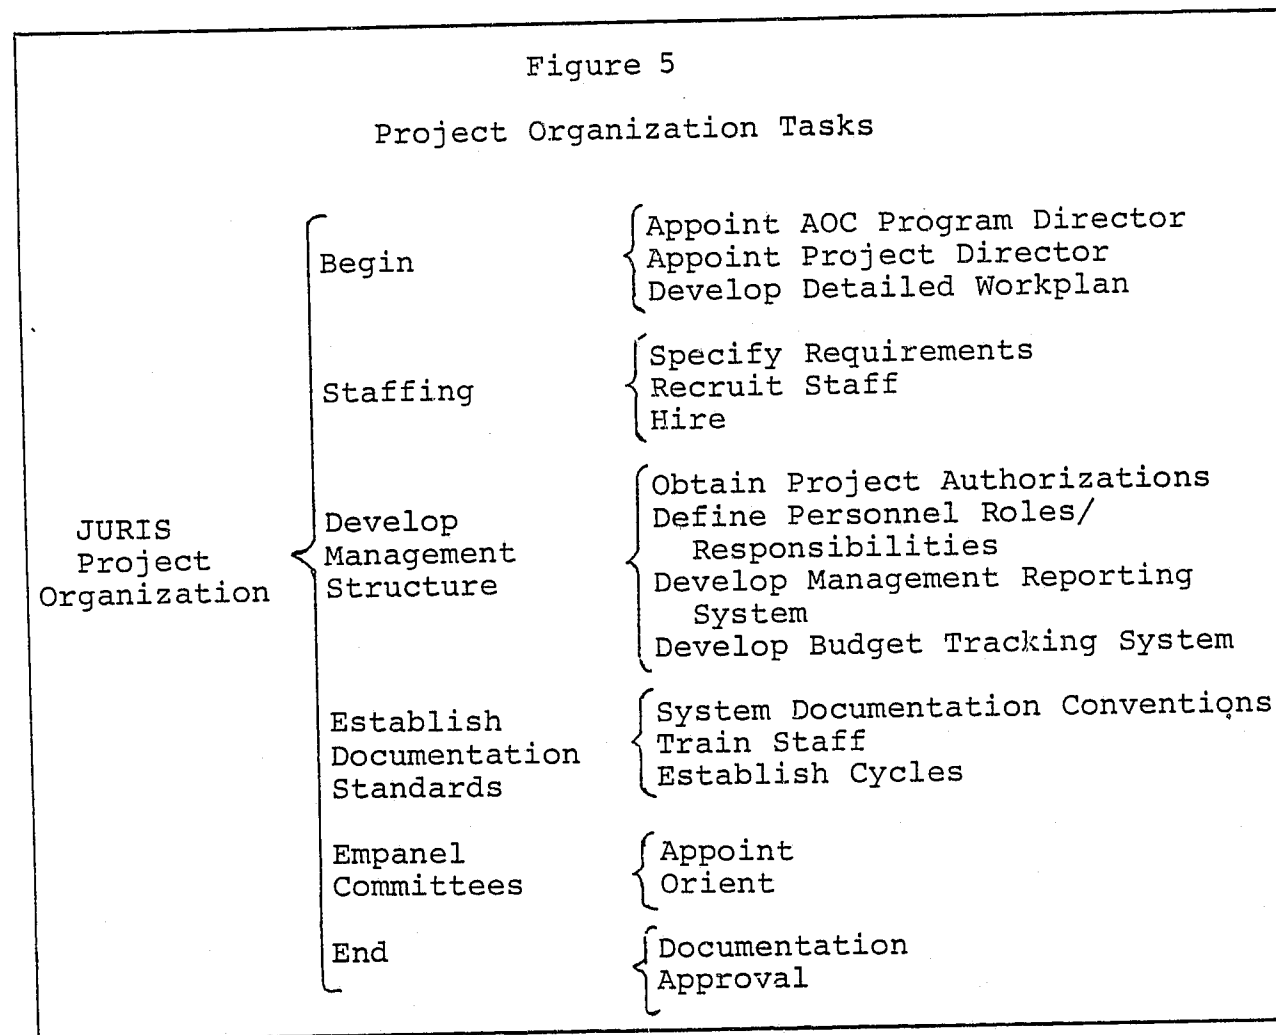 Figure 5
Project Organization Tasks
JURIS
Project
Organization
Begin
Appoint AOC Program Director
Appoint Project Director
Develop Detailed Workplan
Staffing
Specify Requirements
Recruit Staff
Hire
Develop
Management
Structure
Obtain Project Authorizations
Define Personnel Roles/
Responsibilities
Develop Management Reporting
System
Develop Budget Tracking System
Establish
Documentation
Standards
System Documentation Conventions
Train Staff
Establish Cycles
Empanel
Committees
Appoint
Orient
End
Documentation
Approval